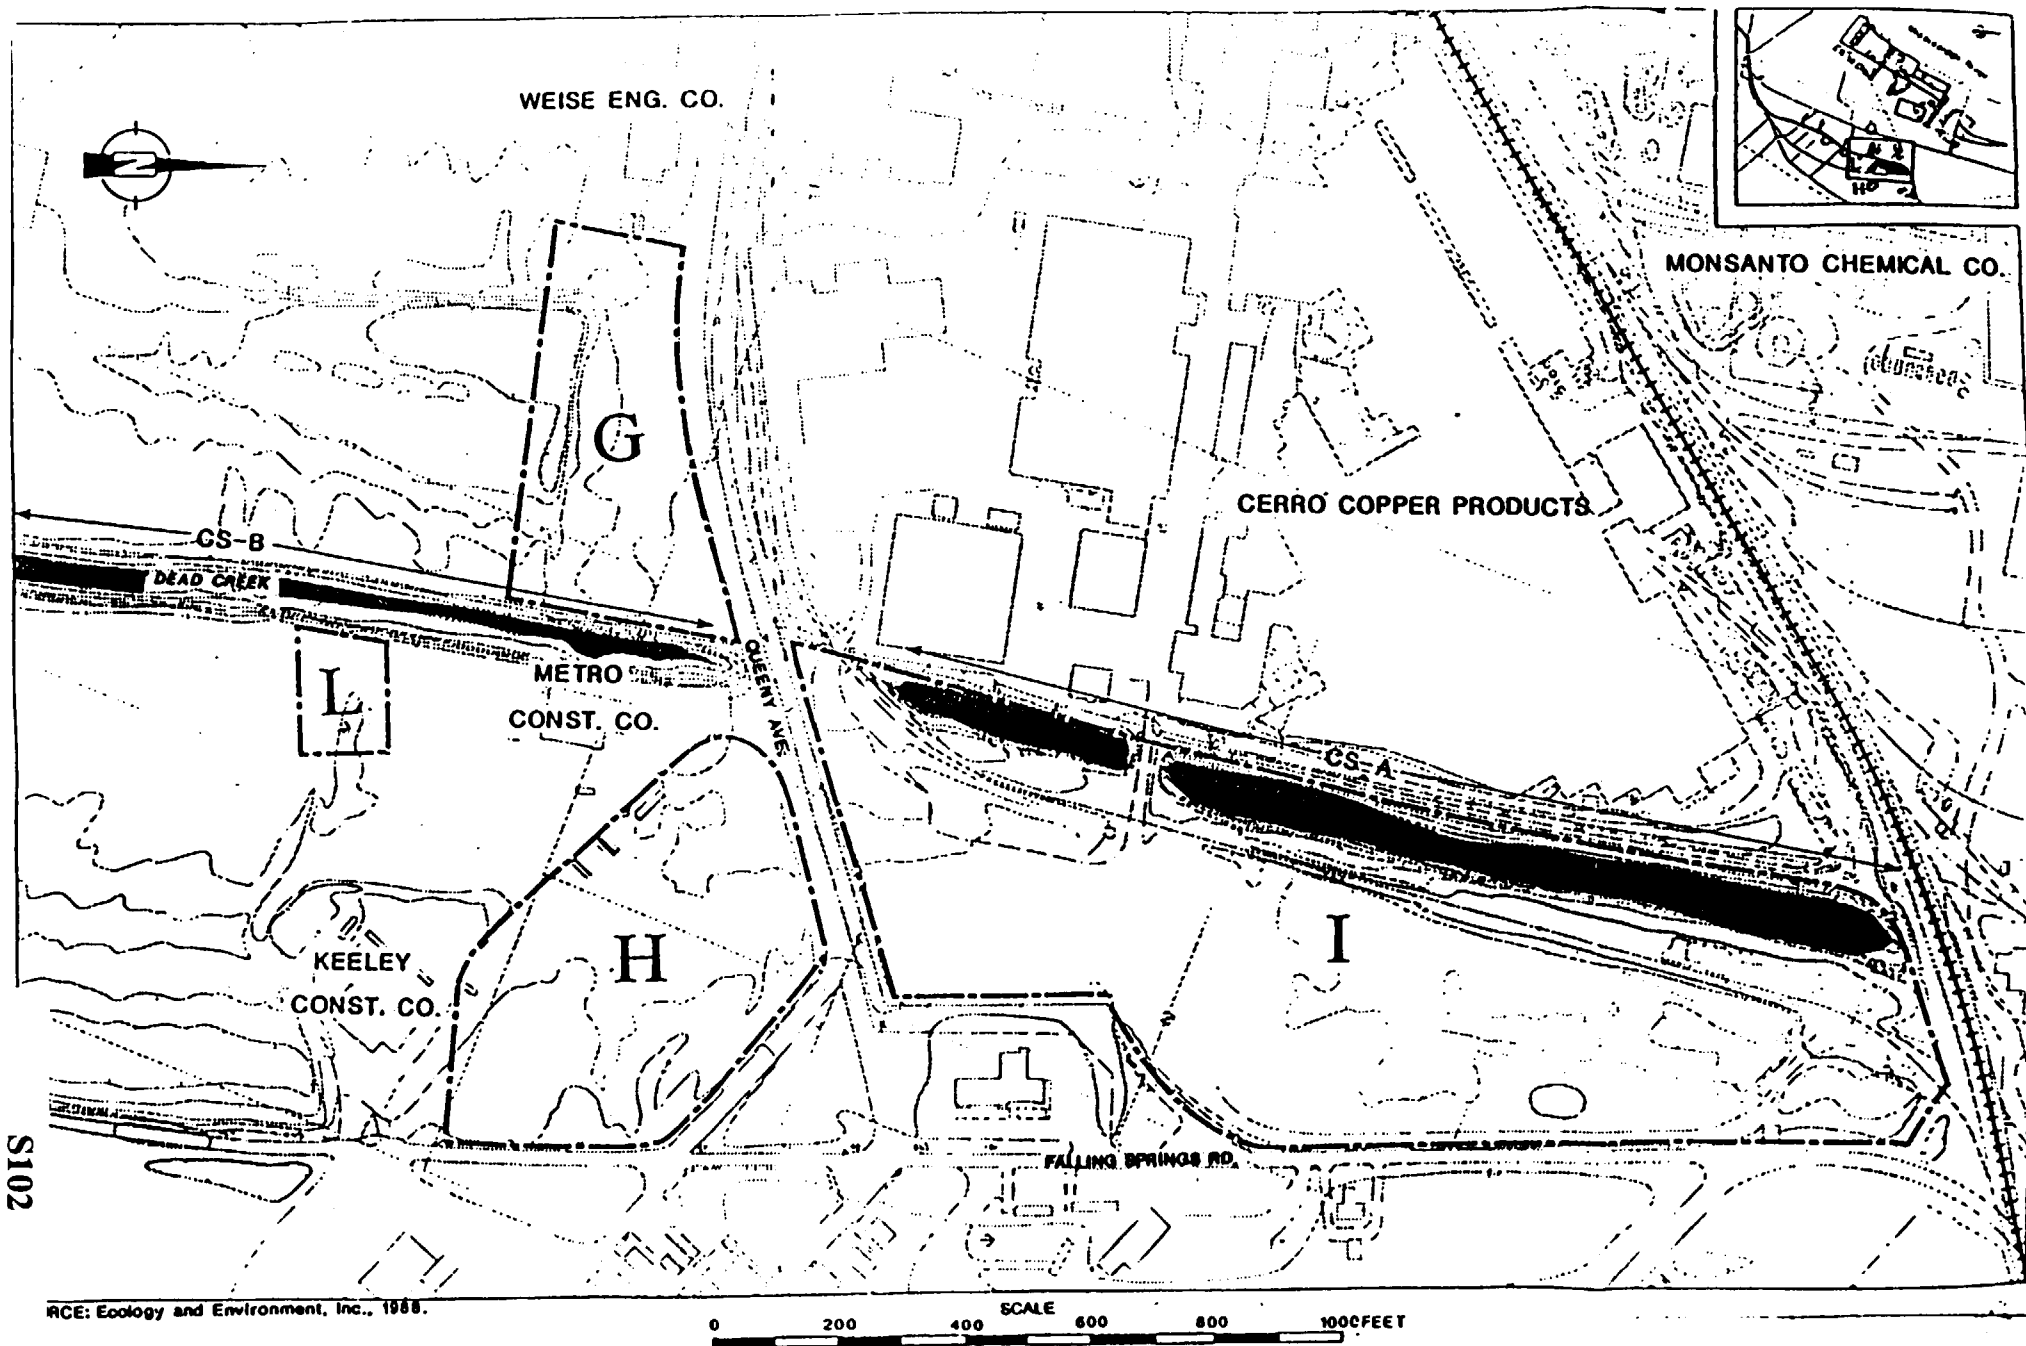 WEISE ENG. CO.
MONSANTO CHEMICAL CO.
G
CERRO COPPER PRODUCTS
CS-B
DEAD CREEK
L
METRO
CONST. CO.
QUEENY AVE.
CS-A
H
I
KEELEY
CONST. CO.
FALLING SPRINGS RD.
S102
RCE: Ecology and Environment, Inc., 1988.
SCALE
0 200 400 600 800 1000FEET